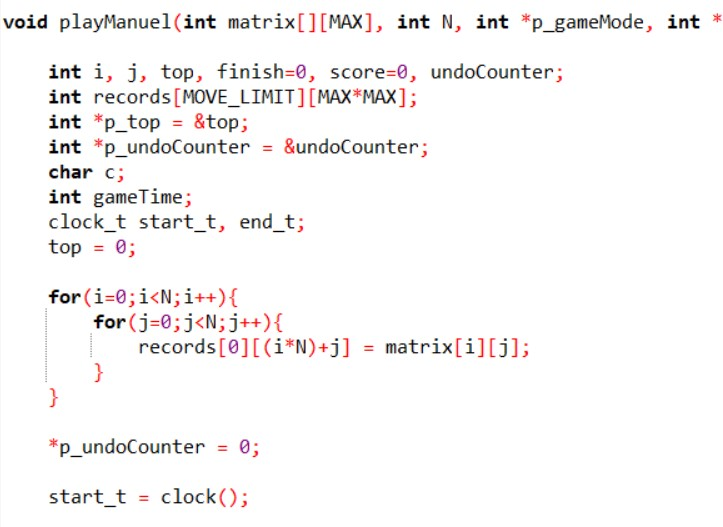 void playManuel(int matrix[][MAX], int N, int *p_gameMode, int *
int i, j, top, finish=0, score=0, undoCounter;
int records[MOVE_LIMIT][MAX*MAX];
int *p_top = &top;
int *p_undoCounter = &undoCounter;
char c;
int gameTime;
clock_t start_t, end_t;
top = 0;
for(i=0;i<N;i++){
for(j=0;j<N;j++){
records[0][(i*N)+j] = matrix[i][j];
}
}
*p_undoCounter = 0;
start_t = clock();